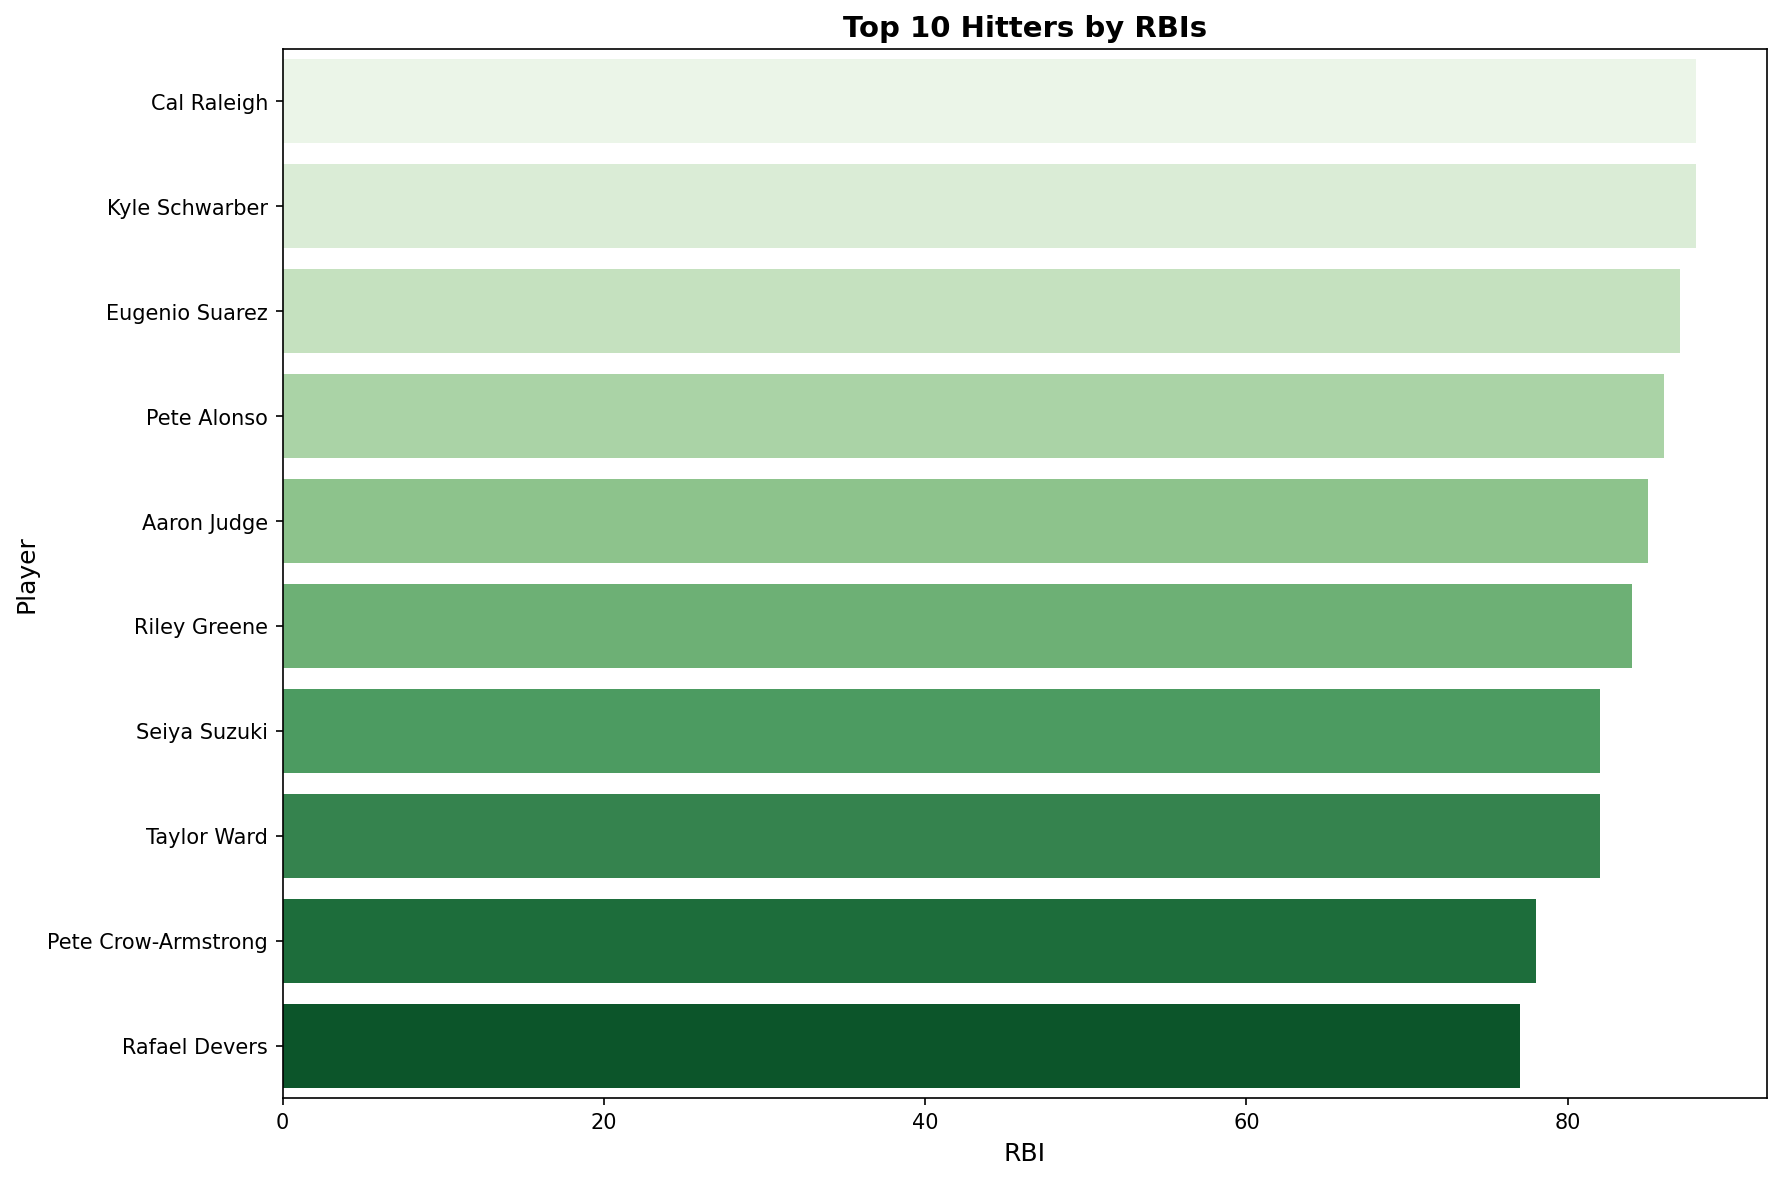 Top 10 Hitters by RBIs
Player
Cal Raleigh
Kyle Schwarber
Eugenio Suarez
Pete Alonso
Aaron Judge
Riley Greene
Seiya Suzuki
Taylor Ward
Pete Crow-Armstrong
Rafael Devers
0 20 40 60 80
RBI